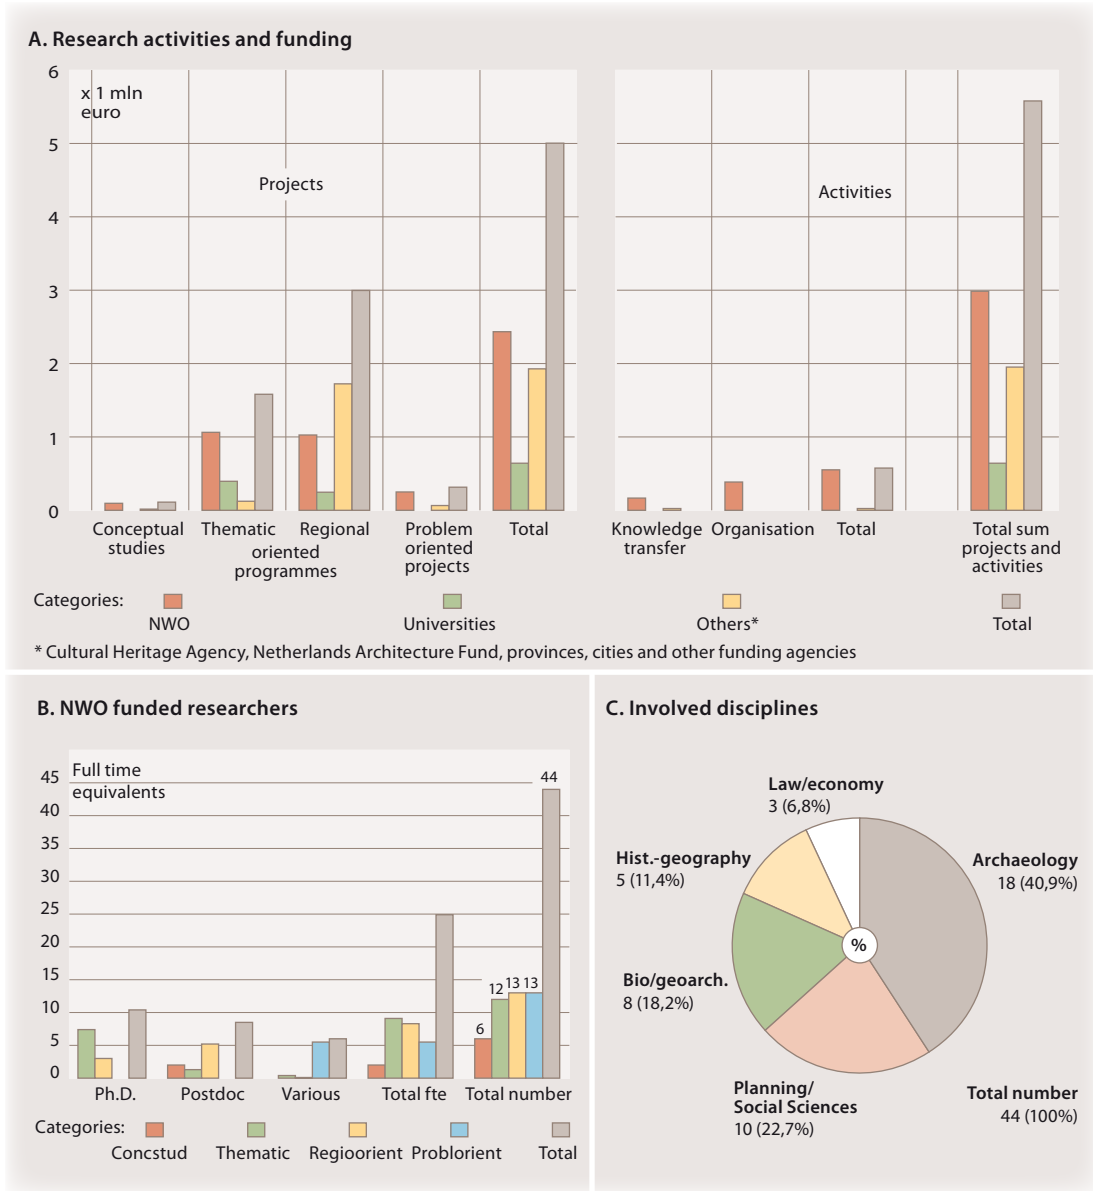 A. Research activities and funding
6
5
4
3
2
1
0
x 1 mln
euro
Projects
Activities
Conceptual
studies
Thematic
Regional
oriented
programmes
Problem
oriented
projects
Total
Knowledge
transfer
Organisation
Total
Total sum
projects and
activities
Categories:
NWO
Universities
Others*
Total
* Cultural Heritage Agency, Netherlands Architecture Fund, provinces, cities and other funding agencies
B. NWO funded researchers
Full time
equivalents
45
40
35
30
25
20
15
10
5
0
6
12
13
13
44
Ph.D.
Postdoc
Various
Total fte
Total number
Categories:
Concstud
Thematic
Regioorient
Problorient
Total
C. Involved disciplines
Law/economy
3 (6,8%)
Hist.-geography
5 (11,4%)
Archaeology
18 (40,9%)
%
Bio/geoarch.
8 (18,2%)
Planning/
Social Sciences
10 (22,7%)
Total number
44 (100%)